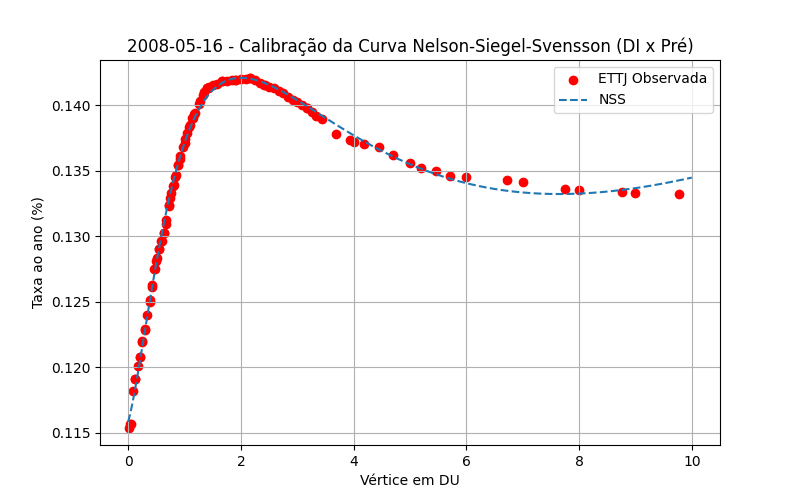 2008-05-16 - Calibração da Curva Nelson-Siegel-Svensson (DI x Pré)
ETTJ Observada
NSS
Taxa ao ano (%)
0.140
0.135
0.130
0.125
0.120
0.115
0 2 4 6 8 10
Vértice em DU